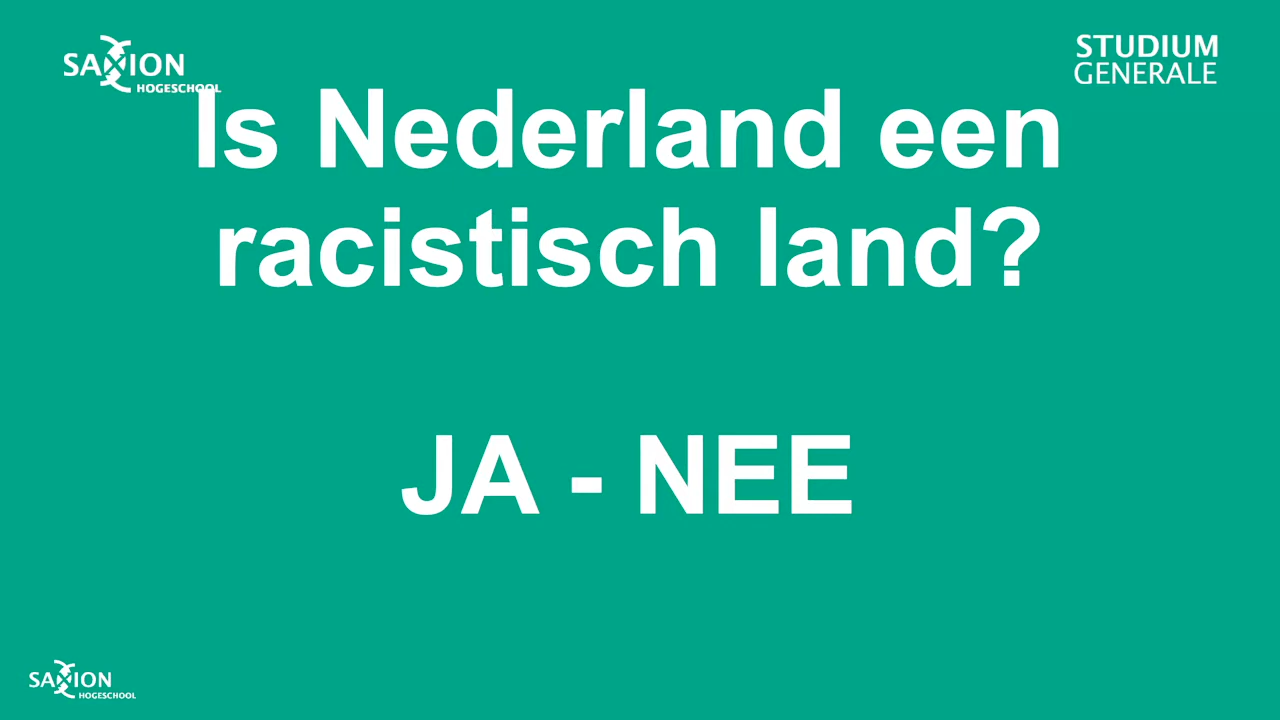 SAXION
HOGESCHOOL
STUDIUM
GENERALE
Is Nederland een
racistisch land?
JA - NEE
SAXION
HOGESCHOOL